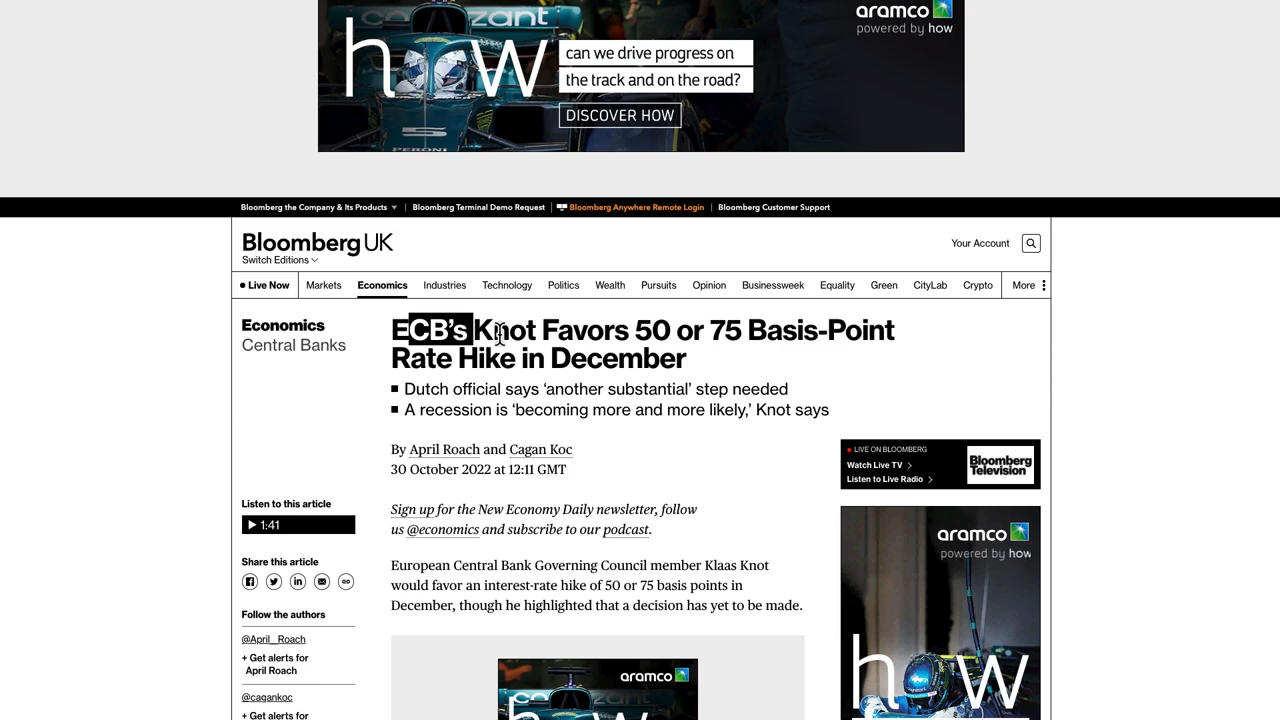 cognizant
how
can we drive progress on
the track and on the road?
DISCOVER HOW
aramco
powered by how
PERONI
Bloomberg the Company & Its Products
Bloomberg Terminal Demo Request
Bloomberg Anywhere Remote Login
Bloomberg Customer Support
Bloomberg UK
Switch Editions
Your Account
Live Now
Markets
Economics
Industries
Technology
Politics
Wealth
Pursuits
Opinion
Businessweek
Equality
Green
CityLab
Crypto
More
Economics
Central Banks
ECB's Knot Favors 50 or 75 Basis-Point
Rate Hike in December
Dutch official says ‘another substantial’ step needed
A recession is ‘becoming more and more likely,’ Knot says
By April Roach and Cagan Koc
30 October 2022 at 12:11 GMT
Listen to this article
1:41
Share this article
Follow the authors
@April_Roach
+ Get alerts for
April Roach
@cagankoc
+ Get alerts for
Sign up for the New Economy Daily newsletter, follow
us @economics and subscribe to our podcast.
European Central Bank Governing Council member Klaas Knot
would favor an interest-rate hike of 50 or 75 basis points in
December, though he highlighted that a decision has yet to be made.
aramco
LIVE ON BLOOMBERG
Watch Live TV
Listen to Live Radio
Bloomberg
Television
aramco
powered by how
how